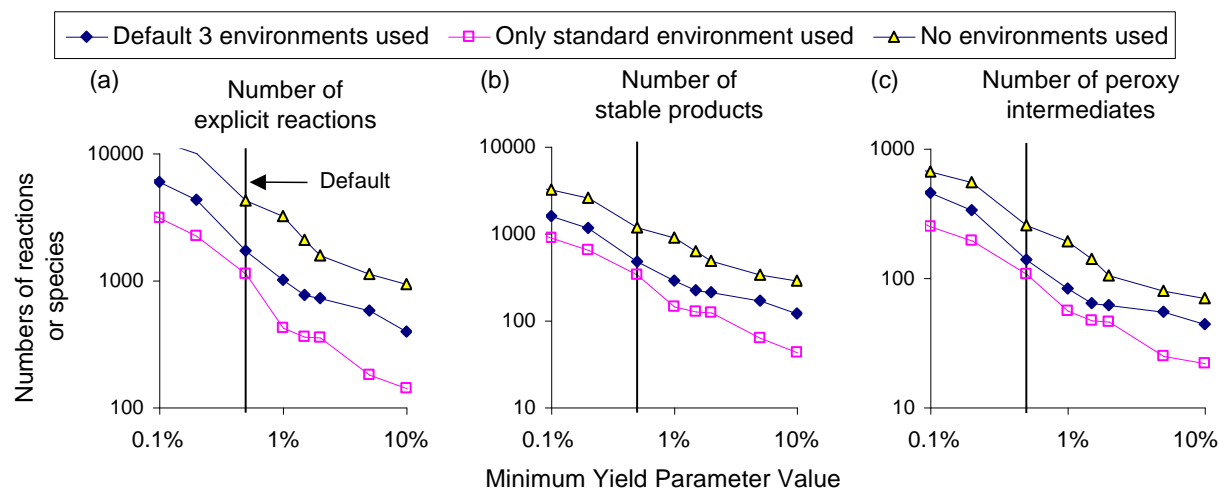 Default 3 environments used Only standard environment used No environments used
(a)
Number of
explicit reactions
(b)
Number of
stable products
(c)
Number of peroxy
intermediates
Numbers of reactions
or species
10000
1000
100
Default
0.1% 1% 10%
10000
1000
100
10
0.1% 1% 10%
1000
100
10
0.1% 1% 10%
Minimum Yield Parameter Value